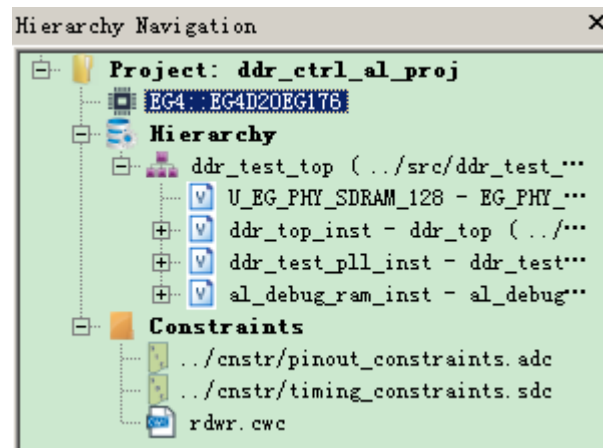 Hierarchy Navigation
Project: ddr_ctrl_al_proj
EG4::EG4D20EG176
Hierarchy
ddr_test_top ( ../src/ddr_test_...
U_EG_PHY_SDRAM_128 - EG_PHY_...
ddr_top_inst - ddr_top ( ../...
ddr_test_pll_inst - ddr_test...
al_debug_ram_inst - al_debug...
Constraints
../cnstr/pinout_constraints.adc
../cnstr/timing_constraints.sdc
rdwr.cwc